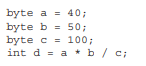 byte a = 40;
byte b = 50;
byte c = 100;
int d = a * b / c;